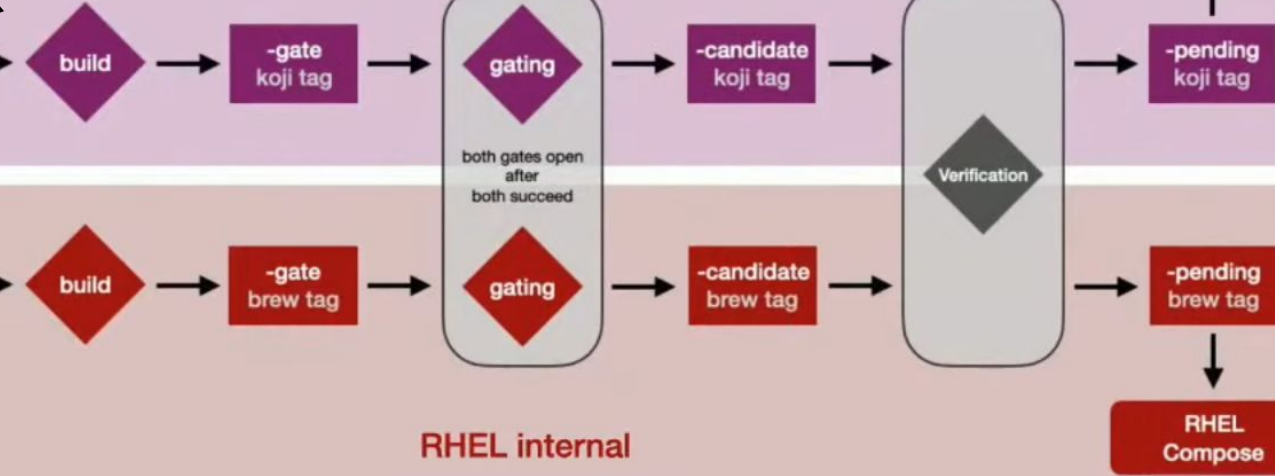 build
-gate
koji tag
gating
-candidate
koji tag
-pending
koji tag
both gates open
after
both succeed
Verification
build
-gate
brew tag
gating
-candidate
brew tag
-pending
brew tag
RHEL internal
RHEL
Compose